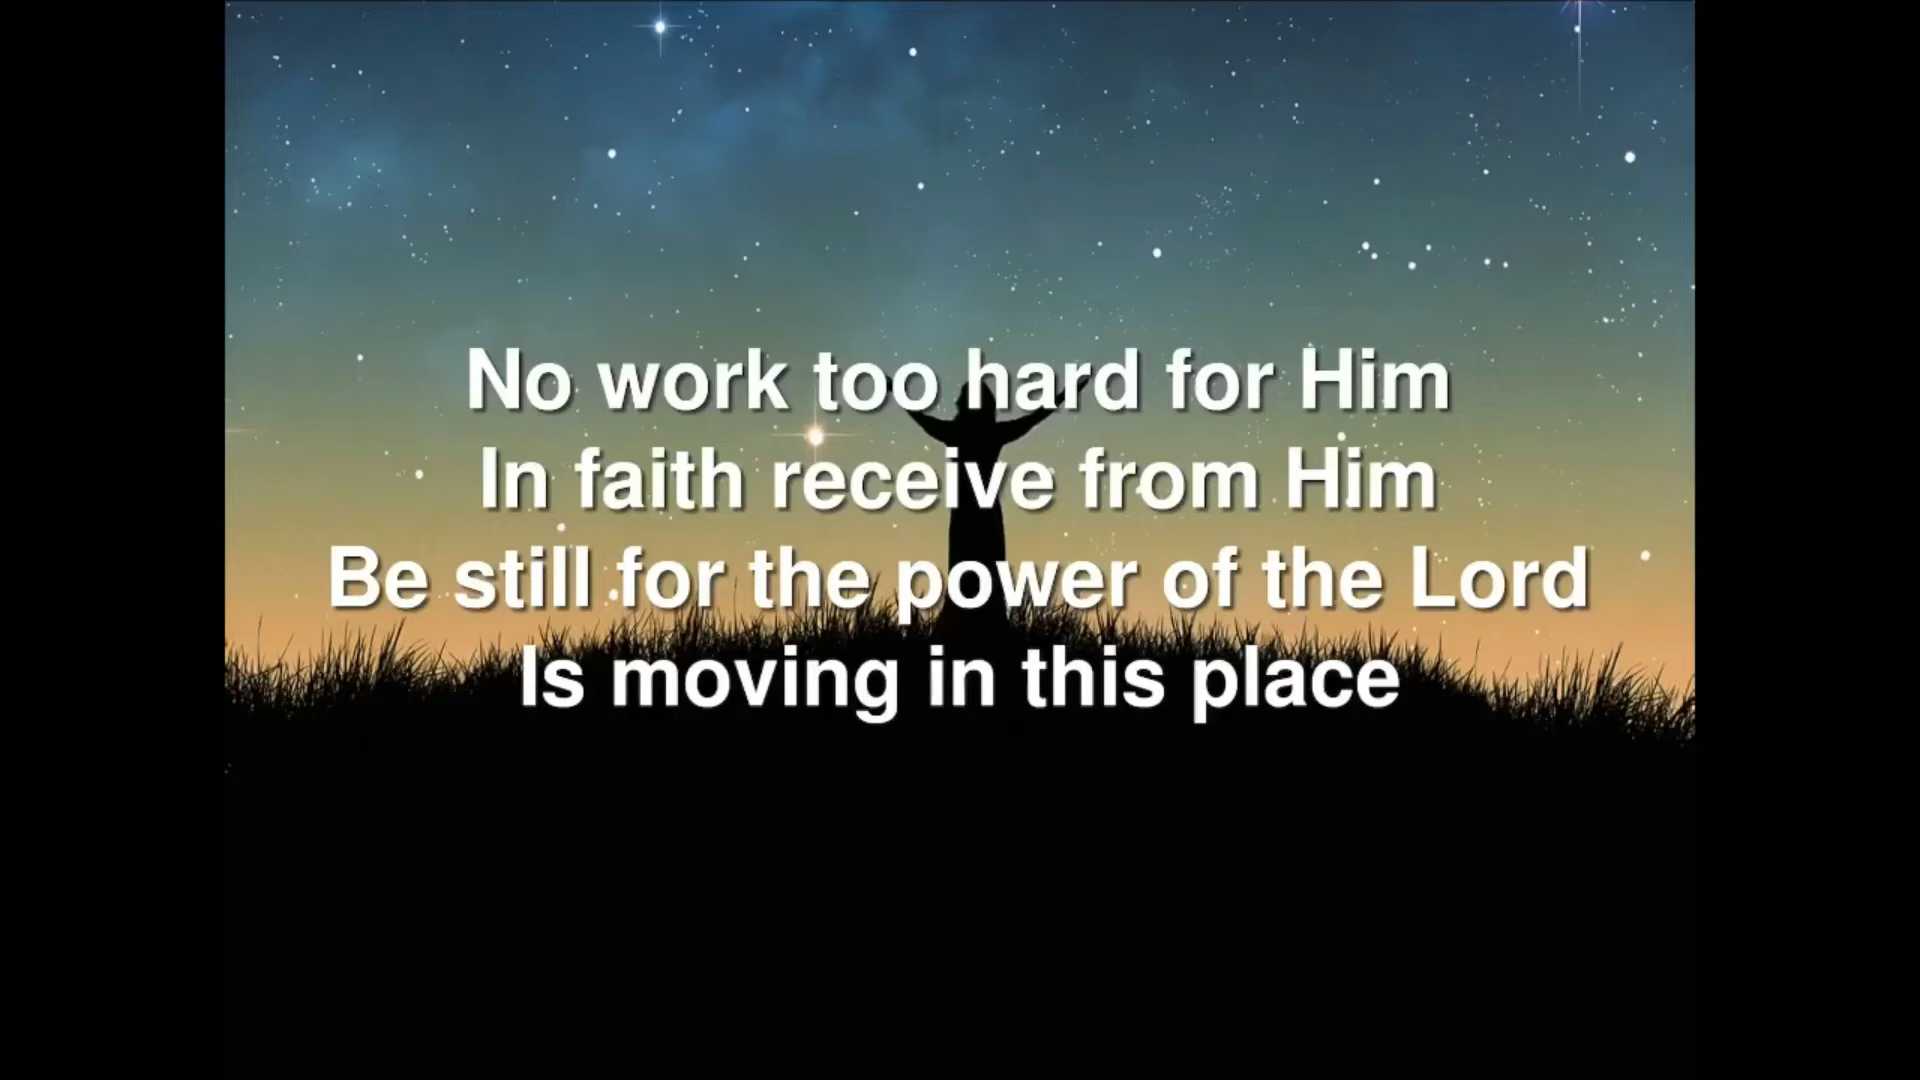 No work too hard for Him
In faith receive from Him
Be still for the power of the Lord
Is moving in this place